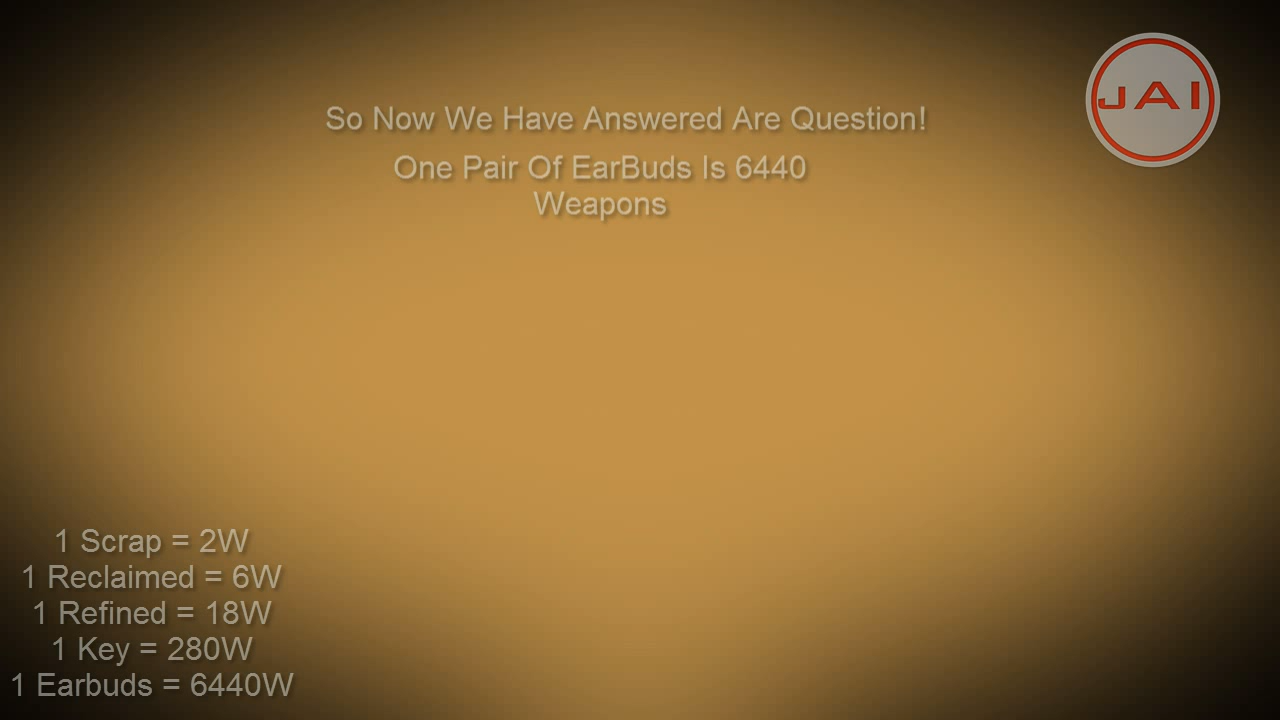 JAI
So Now We Have Answered Are Question!
One Pair Of EarBuds Is 6440
Weapons
1 Scrap = 2W
1 Reclaimed = 6W
1 Refined = 18W
1 Key = 280W
1 Earbuds = 6440W